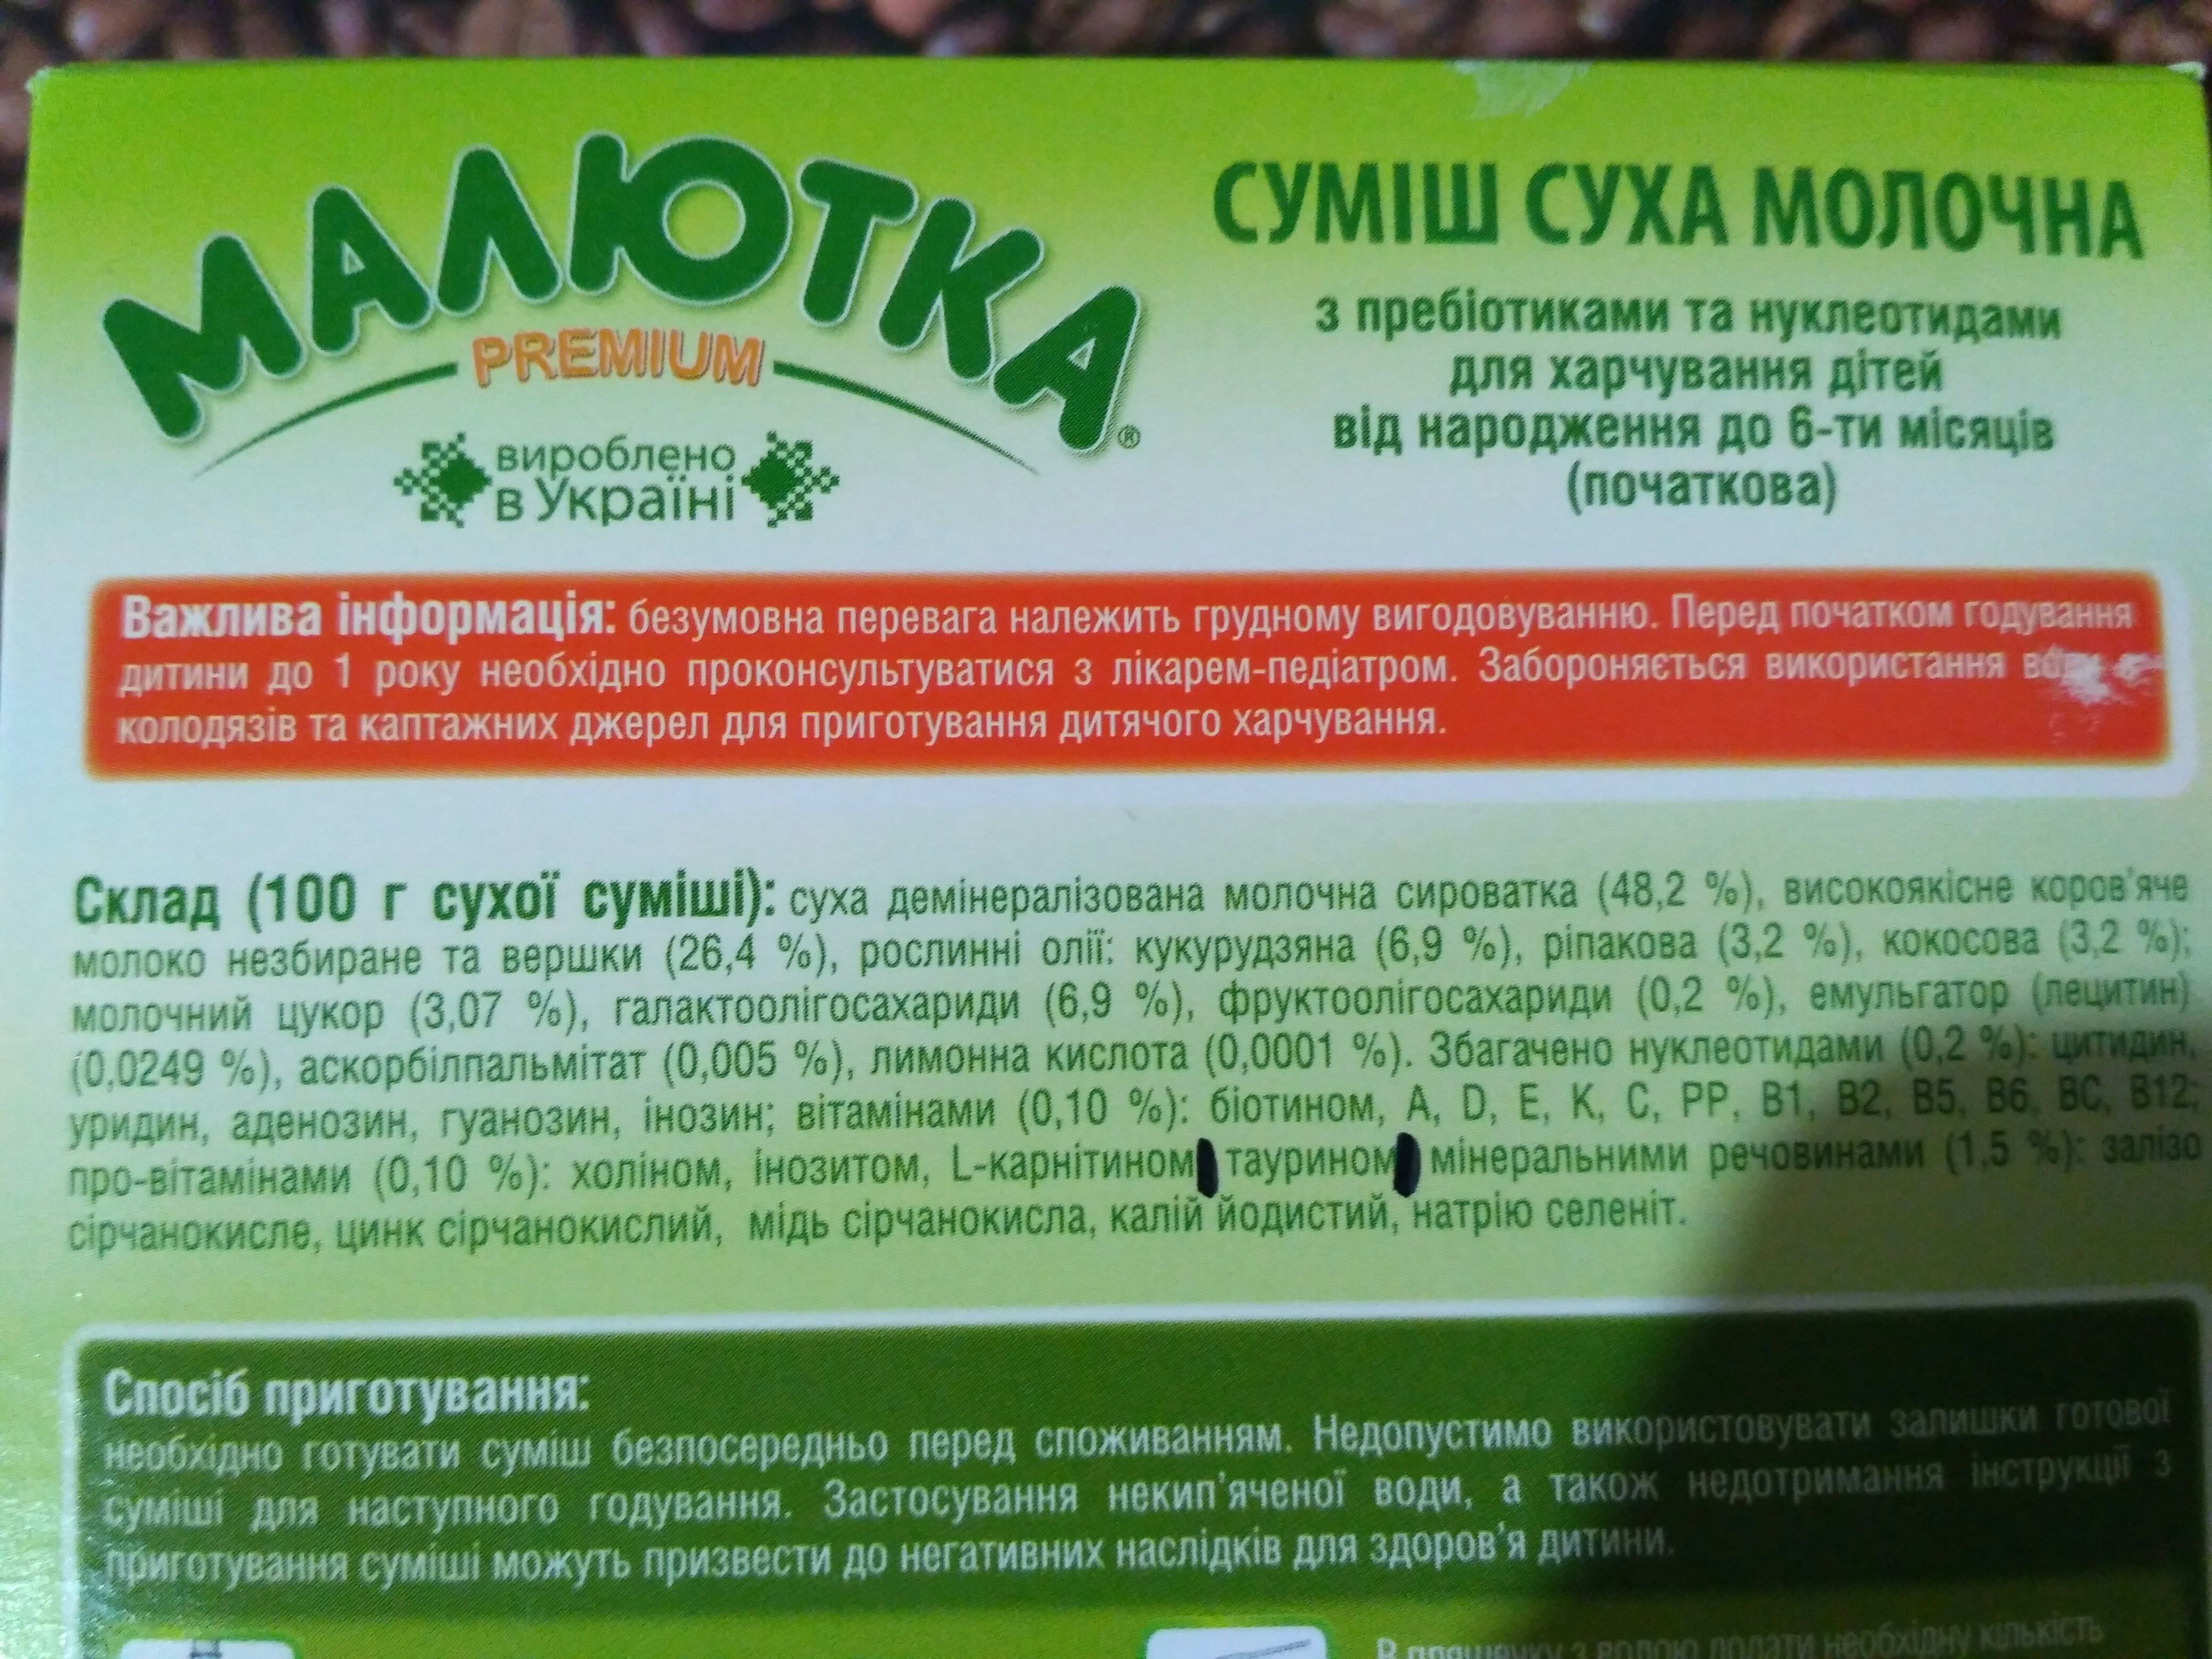 МАЛЮТКА
PREMIUM
®
вироблено
в Україні
СУМІШ СУХА МОЛОЧНА
з пребіотиками та нуклеотидами
для харчування дітей
від народження до 6-ти місяців
(початкова)
Важлива інформація: безумовна перевага належить грудному вигодовуванню. Перед початком годування
дитини до 1 року необхідно проконсультуватися з лікарем-педіатром. Забороняється використання
колодязів та каптажних джерел для приготування дитячого харчування.
Склад (100 г сухої суміші): суха демінералізована молочна сироватка (48,2 %), високоякісне коров'яче
молоко незбиране та вершки (26,4 %), рослинні олії: кукурудзяна (6,9 %), ріпакова (3,2 %), кокосова (3,2 %);
молочний цукор (3,07 %), галактоолігосахариди (6,9 %), фруктоолігосахариди (0,2 %), емульгатор (лецитин)
(0,0249 %), аскорбілпальмітат (0,005 %), лимонна кислота (0,0001 %). Збагачено нуклеотидами (0,2 %): цитидин,
уридин, аденозин, гуанозин, інозин; вітамінами (0,10 %): біотином, A, D, E, K, C, PP, B1, B2, B5, B6, BC, B12;
про-вітамінами (0,10 %): холіном, інозитом, L-карнітином таурином мінеральними речовинами (1,5 %): залізо
сірчанокисле, цинк сірчанокислий, мідь сірчанокисла, калій йодистий, натрію селеніт.
Спосіб приготування:
необхідно готувати суміш безпосередньо перед споживанням. Недопустимо використовувати залишки готової
суміші для наступного годування. Застосування некип'яченої води, а також недотримання інструкції з
приготування суміші можуть призвести до негативних наслідків для здоров'я дитини.
В пляшечку з водою додати необхідну кількість